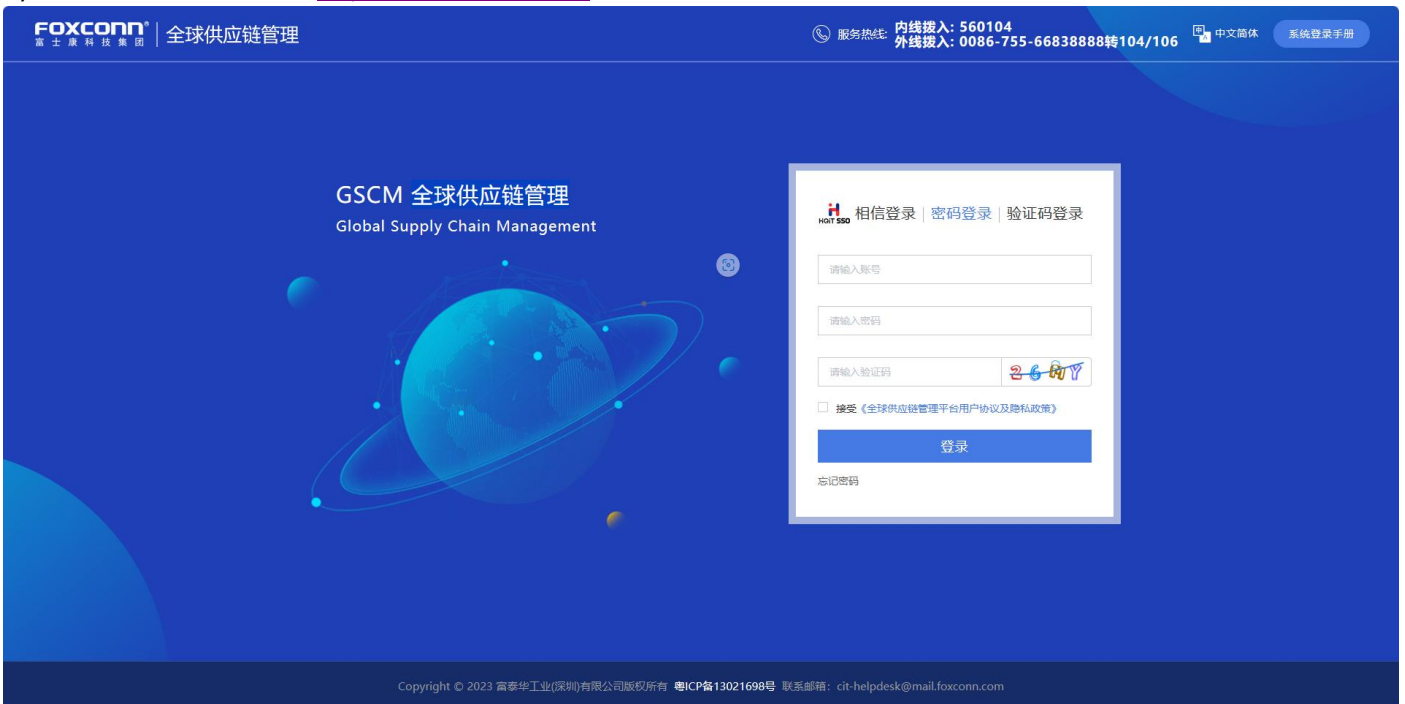 FOXCONN®
富士康科技集团
全球供应链管理
服务热线:
内线拨入: 560104
外线拨入: 0086-755-66838888转104/106
中文简体
系统登录手册
GSCM 全球供应链管理
Global Supply Chain Management
HGiT SSO 相信登录 | 密码登录 | 验证码登录
请输入账号
请输入密码
请输入验证码
接受《全球供应链管理平台用户协议及隐私政策》
登录
忘记密码
Copyright © 2023 富泰华工业(深圳)有限公司版权所有 粤ICP备13021698号 联系邮箱：cit-helpdesk@mail.foxconn.com